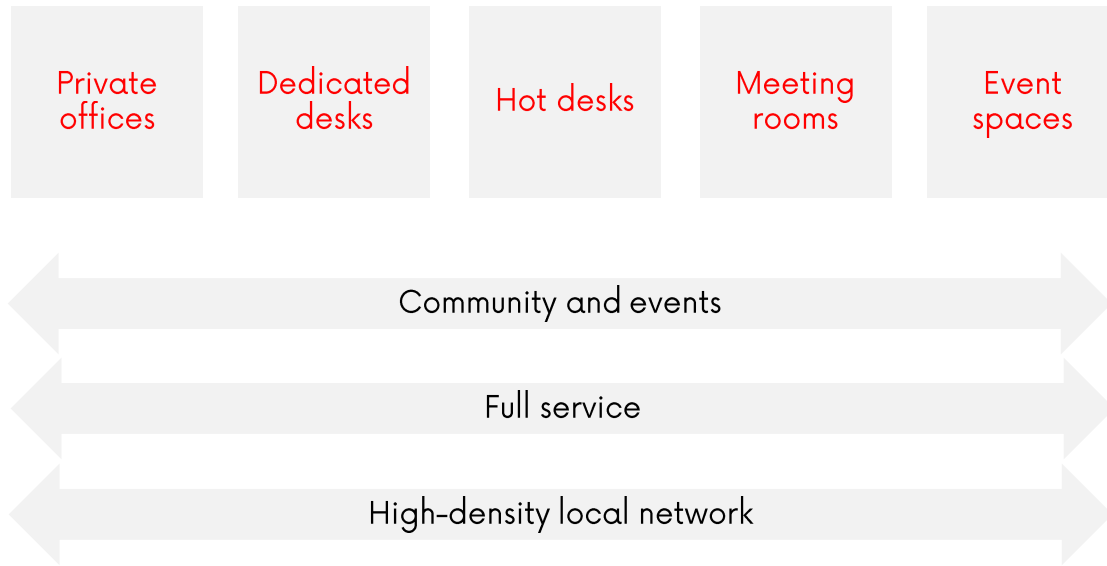 Private
offices
Dedicated
desks
Hot desks
Meeting
rooms
Event
spaces
Community and events
Full service
High-density local network